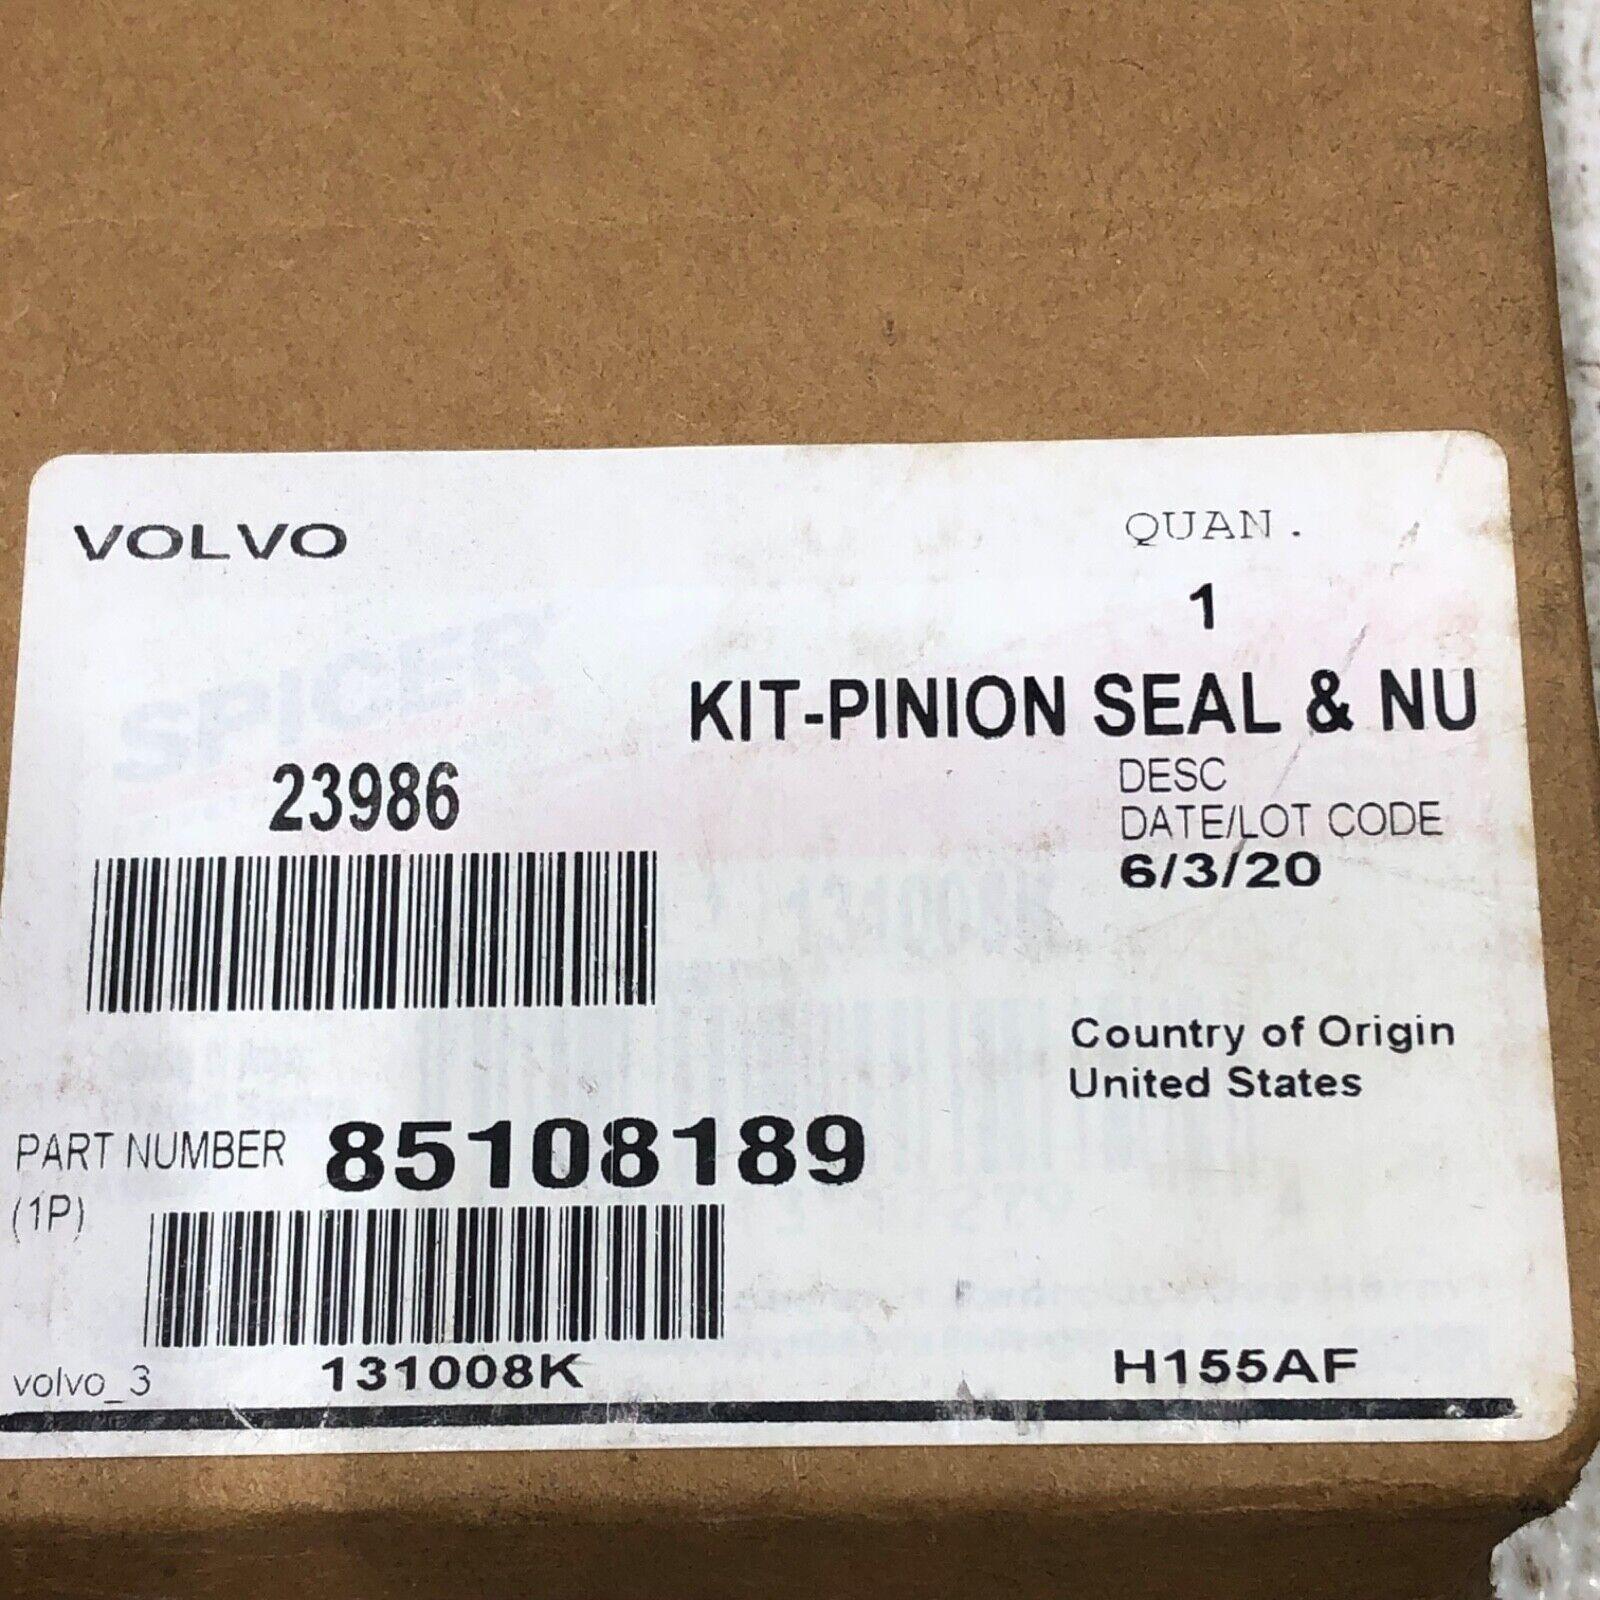 VOLVO
QUAN.
1
SPICER
KIT-PINION SEAL & NU
23986
DESC
DATE/LOT CODE
6/3/20
Country of Origin
United States
PART NUMBER 85108189
(1P)
volvo_3 131008K H155AF